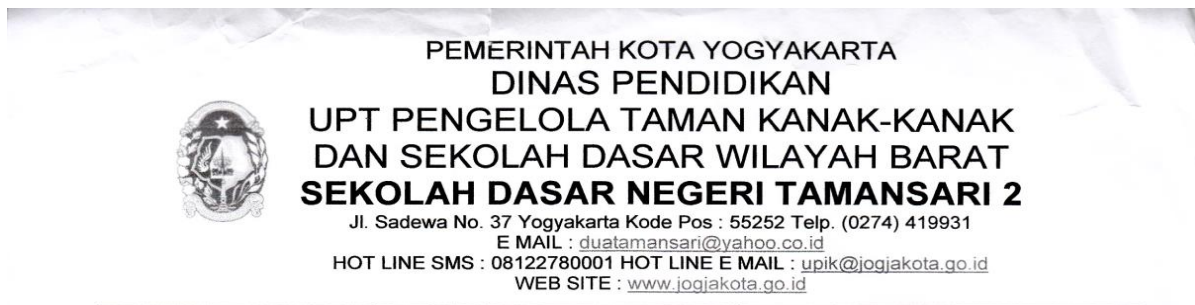 PEMERINTAH KOTA YOGYAKARTA
DINAS PENDIDIKAN
UPT PENGELOLA TAMAN KANAK-KANAK
DAN SEKOLAH DASAR WILAYAH BARAT
SEKOLAH DASAR NEGERI TAMANSARI 2
Jl. Sadewa No. 37 Yogyakarta Kode Pos : 55252 Telp. (0274) 419931
E MAIL : duatamansari@yahoo.co.id
HOT LINE SMS : 08122780001 HOT LINE E MAIL : upik@jogjakota.go.id
WEB SITE : www.jogjakota.go.id